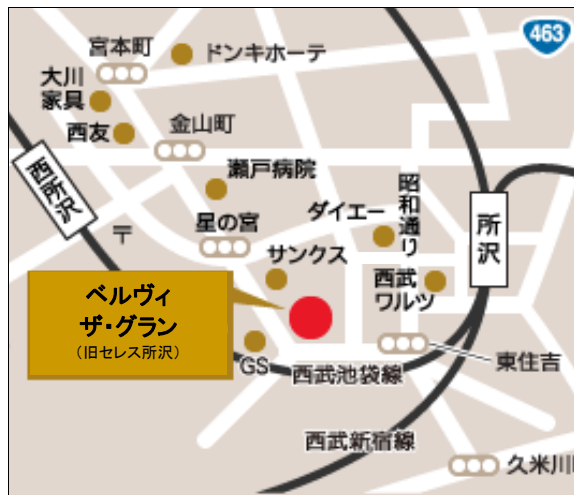 463
宮本町
ドンキホーテ
大川
家具
西友
金山町
瀬戸病院
西所沢
〒
星の宮
ダイエー
昭和通り
所沢
サンクス
西武
ワルツ
ベルヴィ
ザ・グラン
（旧セレス所沢）
GS
西武池袋線
東住吉
西武新宿線
久米川